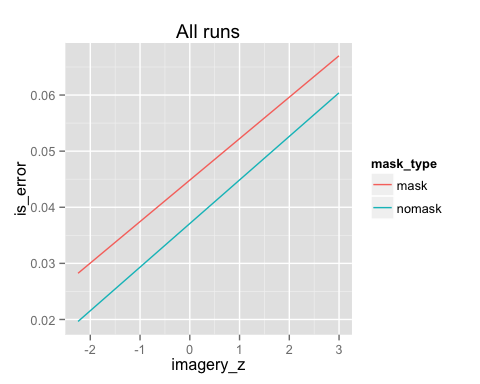 All runs
is_error
0.06
0.05
0.04
0.03
0.02
-2 -1 0 1 2 3
imagery_z
mask_type
mask
nomask